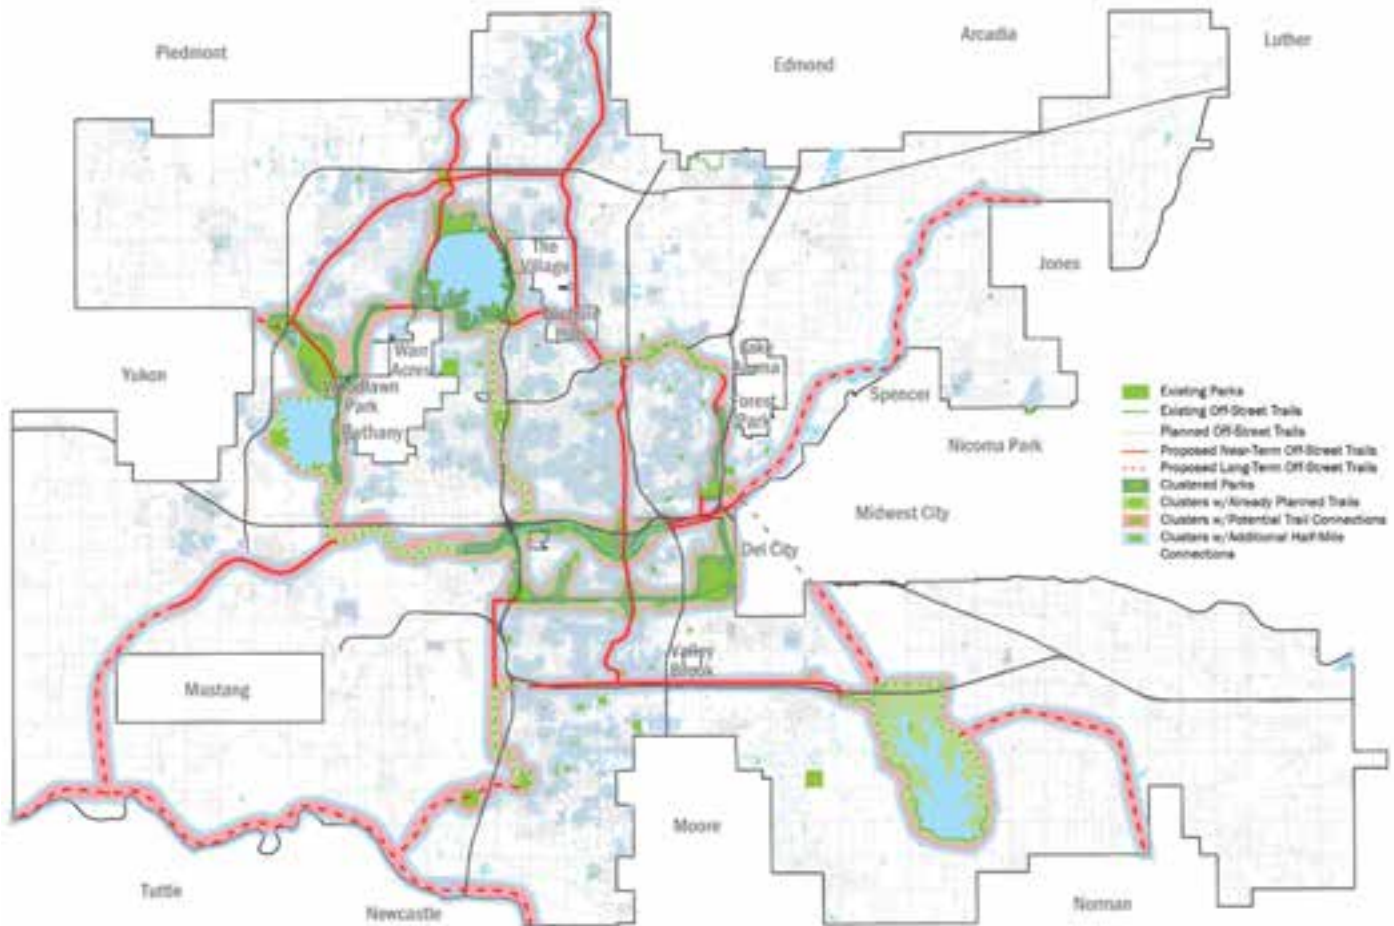 Piedmont
Edmond
Arcadia
Luther
The
Village
Jones
Warr
Acres
Yukon
Woodlawn
Park
Bethany
Lake
Aluma
Forest
Park
Spencer
Nicoma Park
Midwest City
Del City
Valley
Brook
Mustang
Moore
Tuttle
Newcastle
Norman
Existing Parks
Existing Off-Street Trails
Planned Off-Street Trails
Proposed Near-Term Off-Street Trails
Proposed Long-Term Off-Street Trails
Clustered Parks
Clusters w/Already Planned Trails
Clusters w/Potential Trail Connections
Clusters w/Additional Half-Mile
Connections